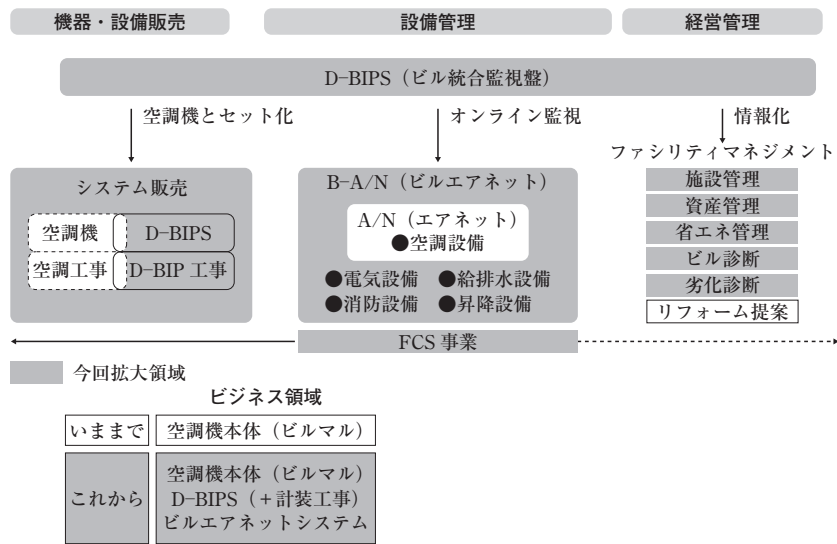 機器・設備販売
設備管理
経営管理
D−BIPS（ビル統合監視盤）
空調機とセット化
オンライン監視
情報化
システム販売
空調機
D−BIPS
空調工事
D−BIP 工事
B−A/N（ビルエアネット）
A/N（エアネット）
●空調設備
●電気設備 ●給排水設備
●消防設備 ●昇降設備
ファシリティマネジメント
施設管理
資産管理
省エネ管理
ビル診断
劣化診断
リフォーム提案
FCS 事業
今回拡大領域
ビジネス領域
いままで
空調機本体（ビルマル）
これから
空調機本体（ビルマル）
D−BIPS（＋計装工事）
ビルエアネットシステム